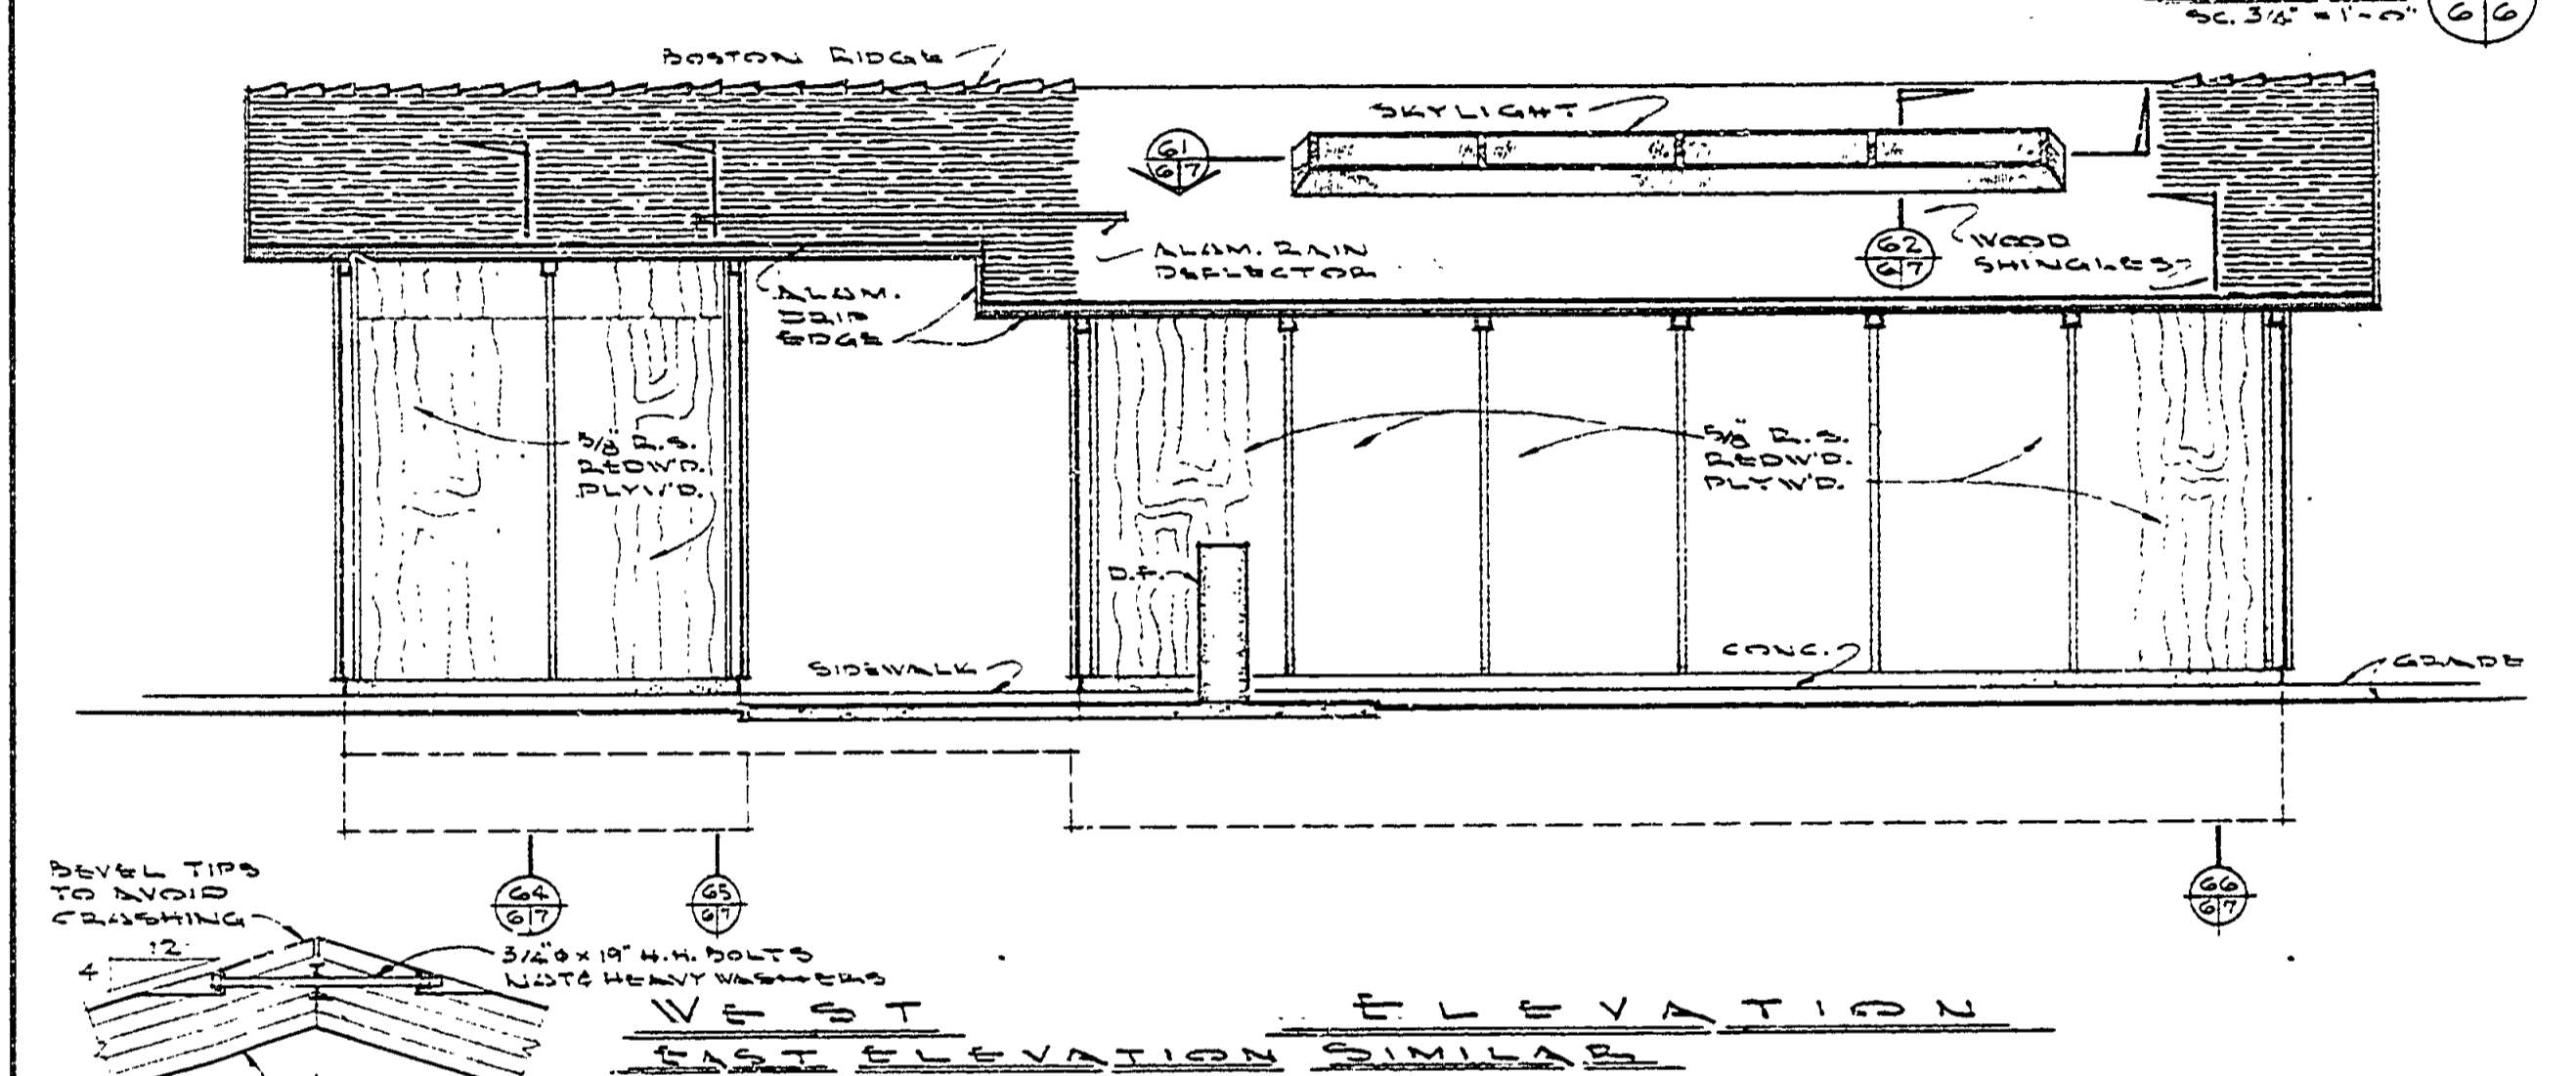 SC. 3/4" = 1'-0"
6 6
BOSTON RIDGE
SKYLIGHT
61
6 7
ALUM. RAIN
DEFLECTOR
62
6 7
WOOD
SHINGLES
ALUM.
DRIP
EDGE
5/8" R.S.
REDW'D.
PLYW'D.
5/8" R.S.
REDW'D.
PLYW'D.
D.F.
SIDEWALK
CONC.
GRADE
64
6 7
65
6 7
66
6 7
BEVEL TIPS
TO AVOID
CRUSHING
12
4
3/4"φ x 19" H.H. BOLTS
NOTE HEAVY WASHERS
WEST ELEVATION
EAST ELEVATION SIMILAR